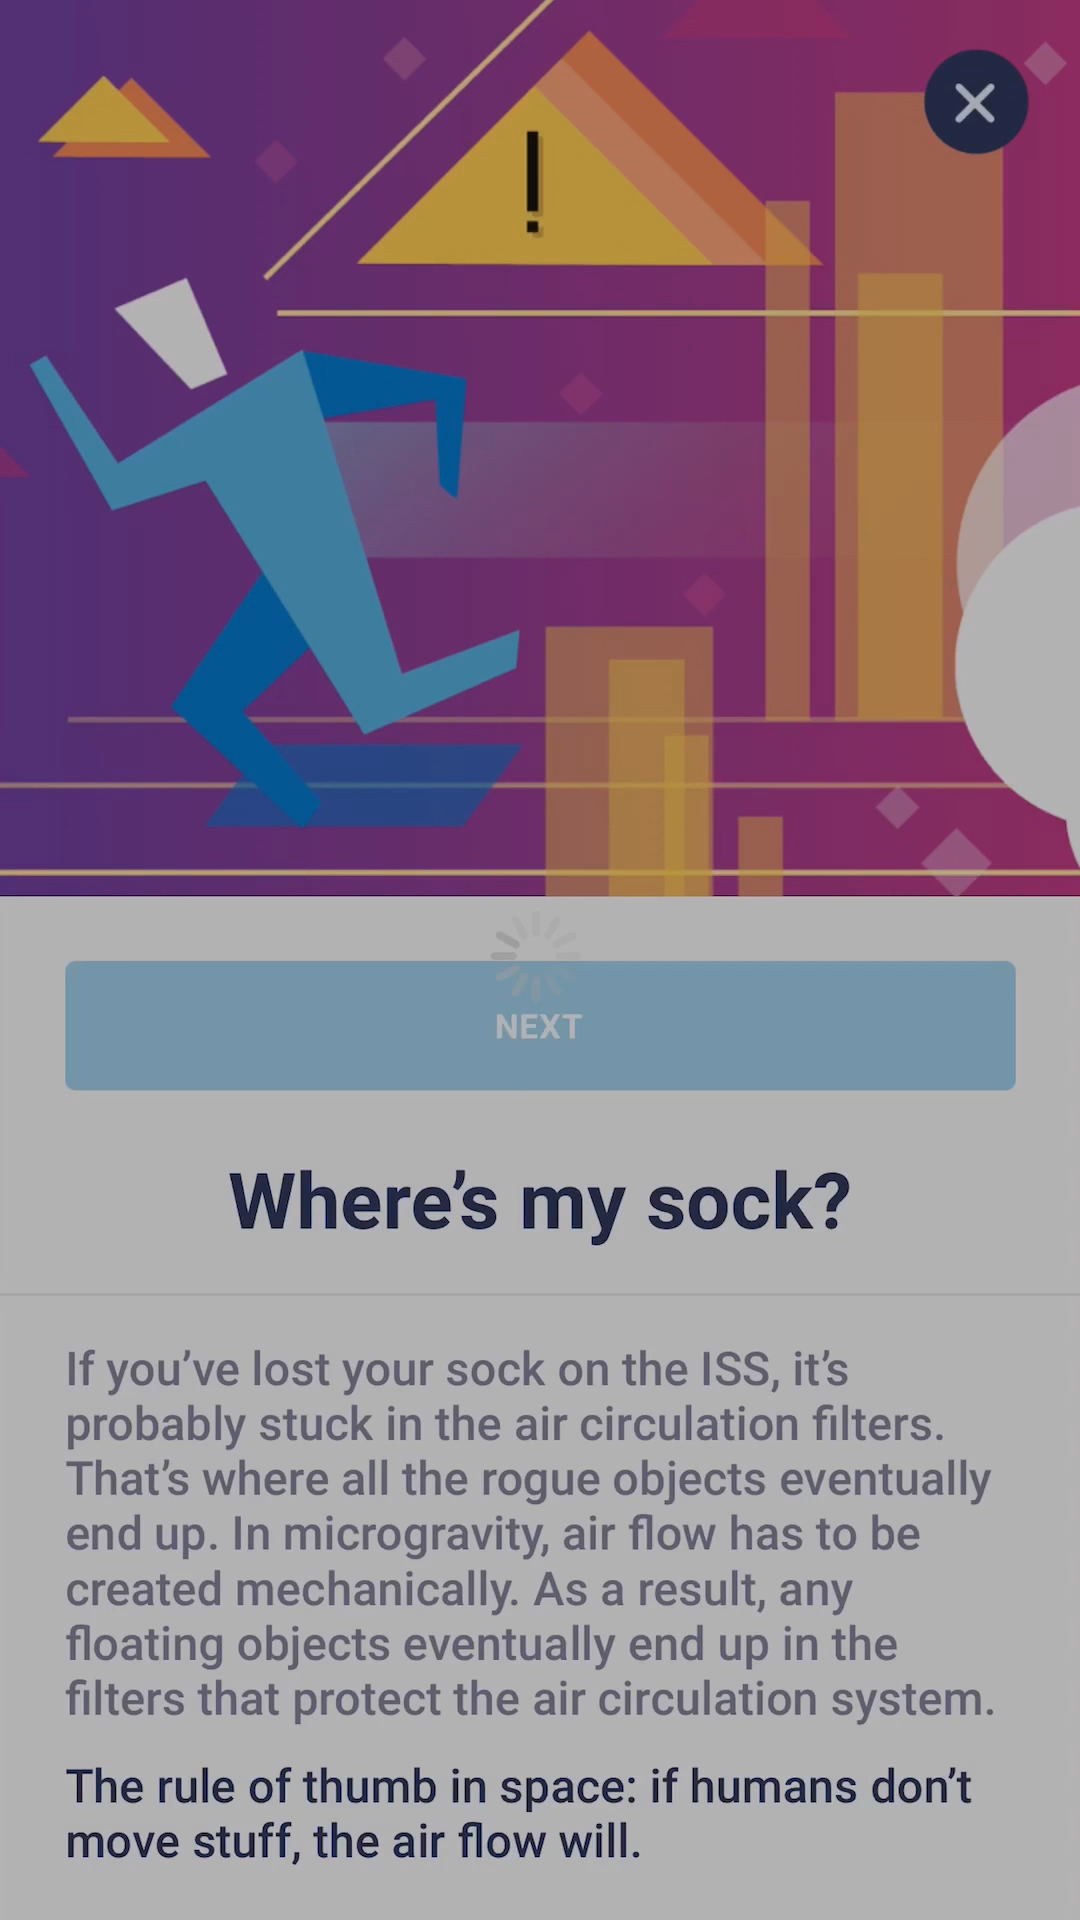 !
NEXT
Where’s my sock?
If you’ve lost your sock on the ISS, it’s
probably stuck in the air circulation filters.
That’s where all the rogue objects eventually
end up. In microgravity, air flow has to be
created mechanically. As a result, any
floating objects eventually end up in the
filters that protect the air circulation system.
The rule of thumb in space: if humans don’t
move stuff, the air flow will.